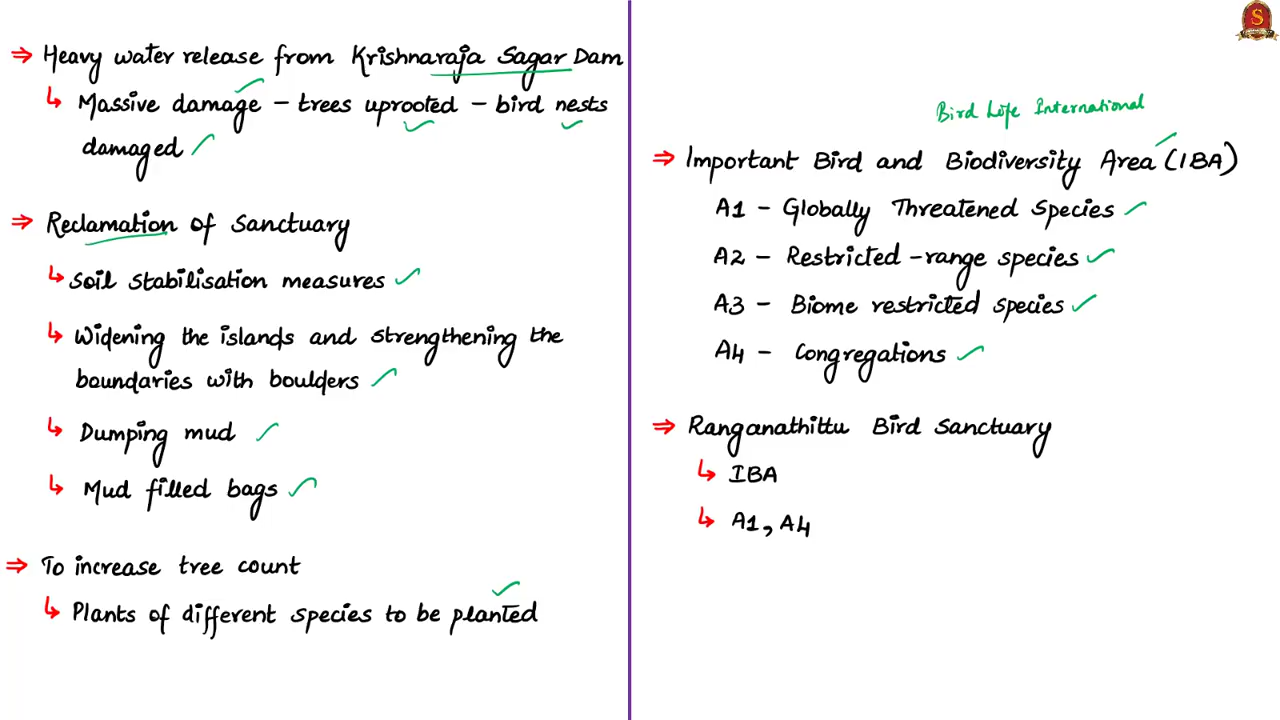 ⇒ Heavy water release from Krishnaraja Sagar Dam
↳ Massive damage – trees uprooted – bird nests
damaged
⇒ Reclamation of Sanctuary
↳ Soil stabilisation measures
↳ Widening the islands and strengthening the
boundaries with boulders
↳ Dumping mud
↳ Mud filled bags
⇒ To increase tree count
↳ Plants of different species to be planted
Bird Life International
⇒ Important Bird and Biodiversity Area (IBA)
A1 – Globally Threatened Species
A2 – Restricted-range species
A3 – Biome restricted species
A4 – Congregations
⇒ Ranganathittu Bird Sanctuary
↳ IBA
↳ A1, A4
S